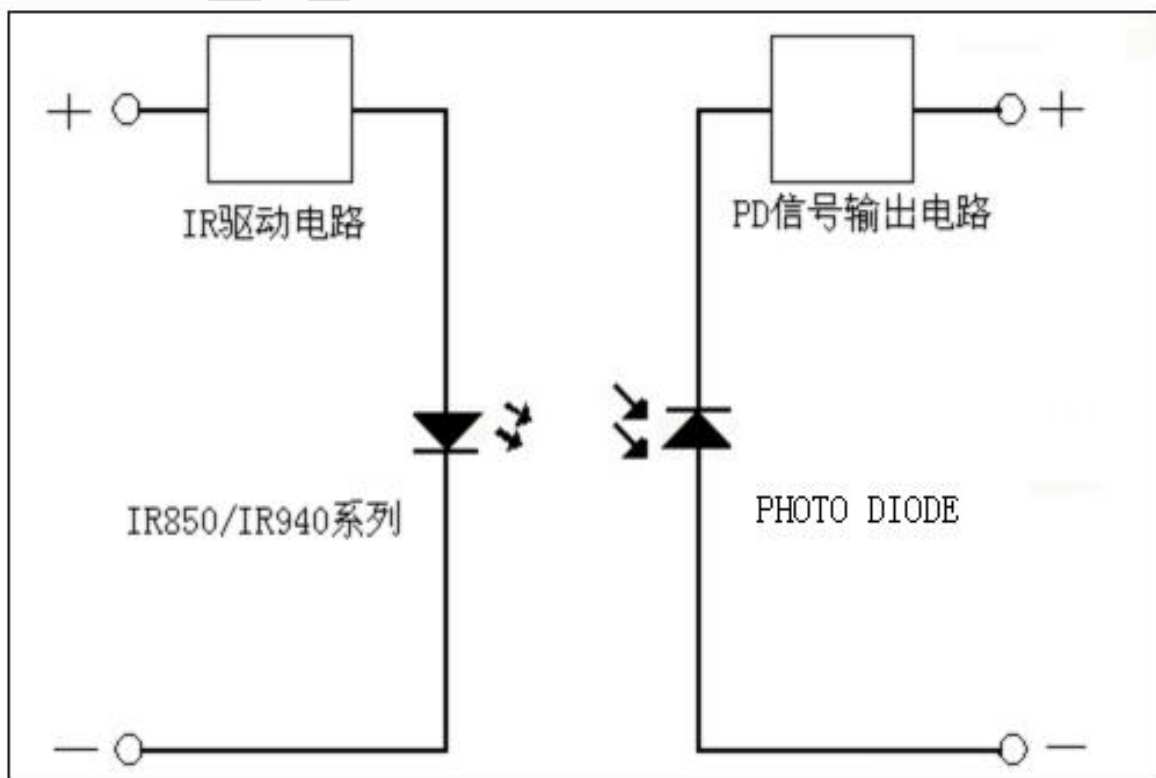 +
+
IR驱动电路
PD信号输出电路
IR850/IR940系列
PHOTO DIODE
—
—